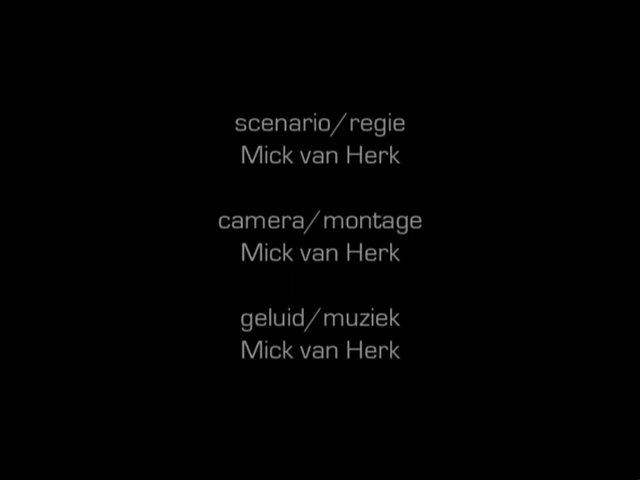 scenario/regie
Mick van Herk
camera/montage
Mick van Herk
geluid/muziek
Mick van Herk